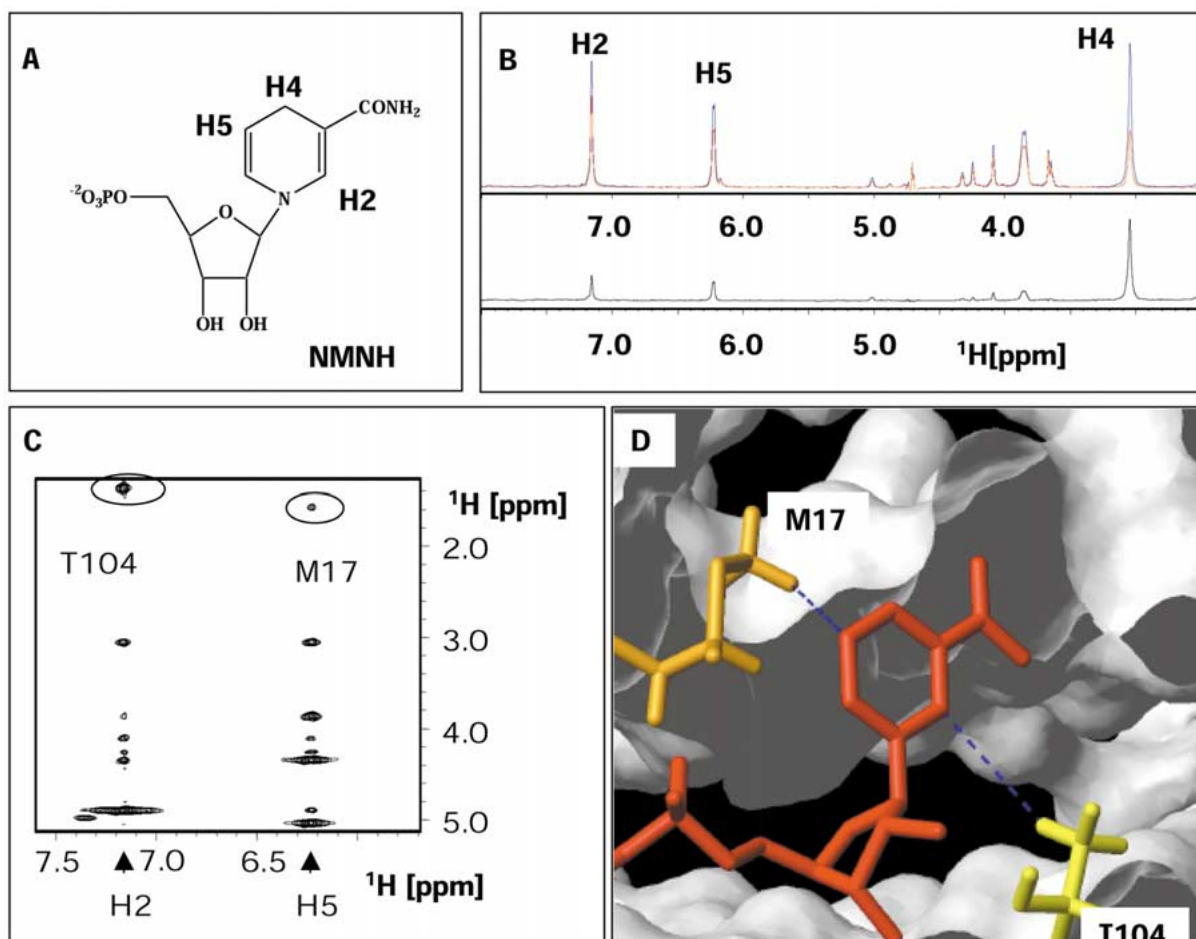 A
H4
H5
CONH₂
H2
⁻²O₃PO
O
N
OH OH
NMNH
B
H2
H5
H4
7.0 6.0 5.0 4.0
7.0 6.0 5.0 ¹H[ppm]
C
¹H [ppm]
T104
M17
2.0
3.0
4.0
5.0
7.5 7.0 6.5
¹H [ppm]
H2 H5
D
M17
T104